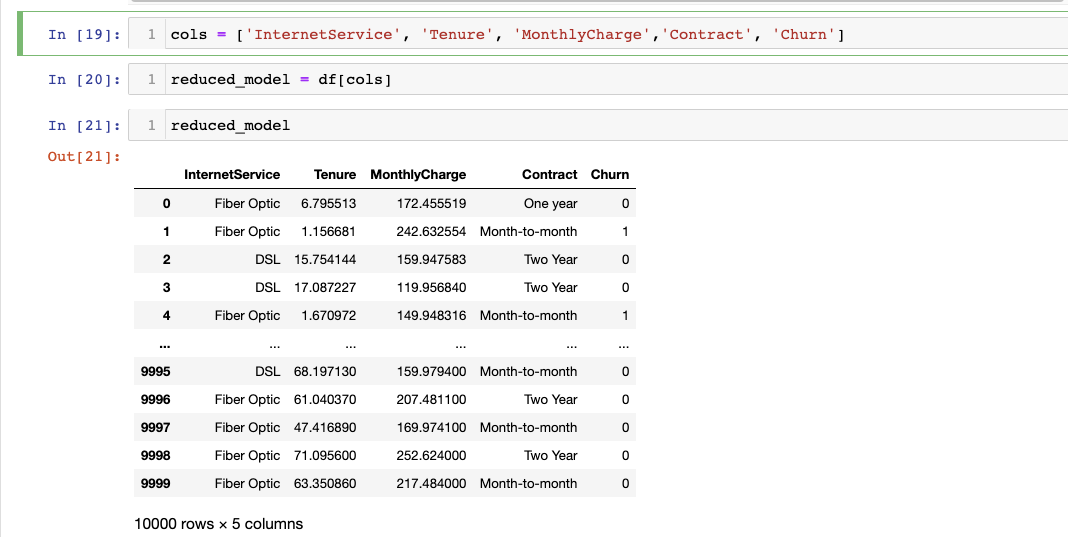 In [19]: 1 cols = ['InternetService', 'Tenure', 'MonthlyCharge','Contract', 'Churn']
In [20]: 1 reduced_model = df[cols]
In [21]: 1 reduced_model
Out[21]:
InternetService Tenure MonthlyCharge Contract Churn
0 Fiber Optic 6.795513 172.455519 One year 0
1 Fiber Optic 1.156681 242.632554 Month-to-month 1
2 DSL 15.754144 159.947583 Two Year 0
3 DSL 17.087227 119.956840 Two Year 0
4 Fiber Optic 1.670972 149.948316 Month-to-month 1
... ... ... ... ... ...
9995 DSL 68.197130 159.979400 Month-to-month 0
9996 Fiber Optic 61.040370 207.481100 Two Year 0
9997 Fiber Optic 47.416890 169.974100 Month-to-month 0
9998 Fiber Optic 71.095600 252.624000 Two Year 0
9999 Fiber Optic 63.350860 217.484000 Month-to-month 0
10000 rows × 5 columns